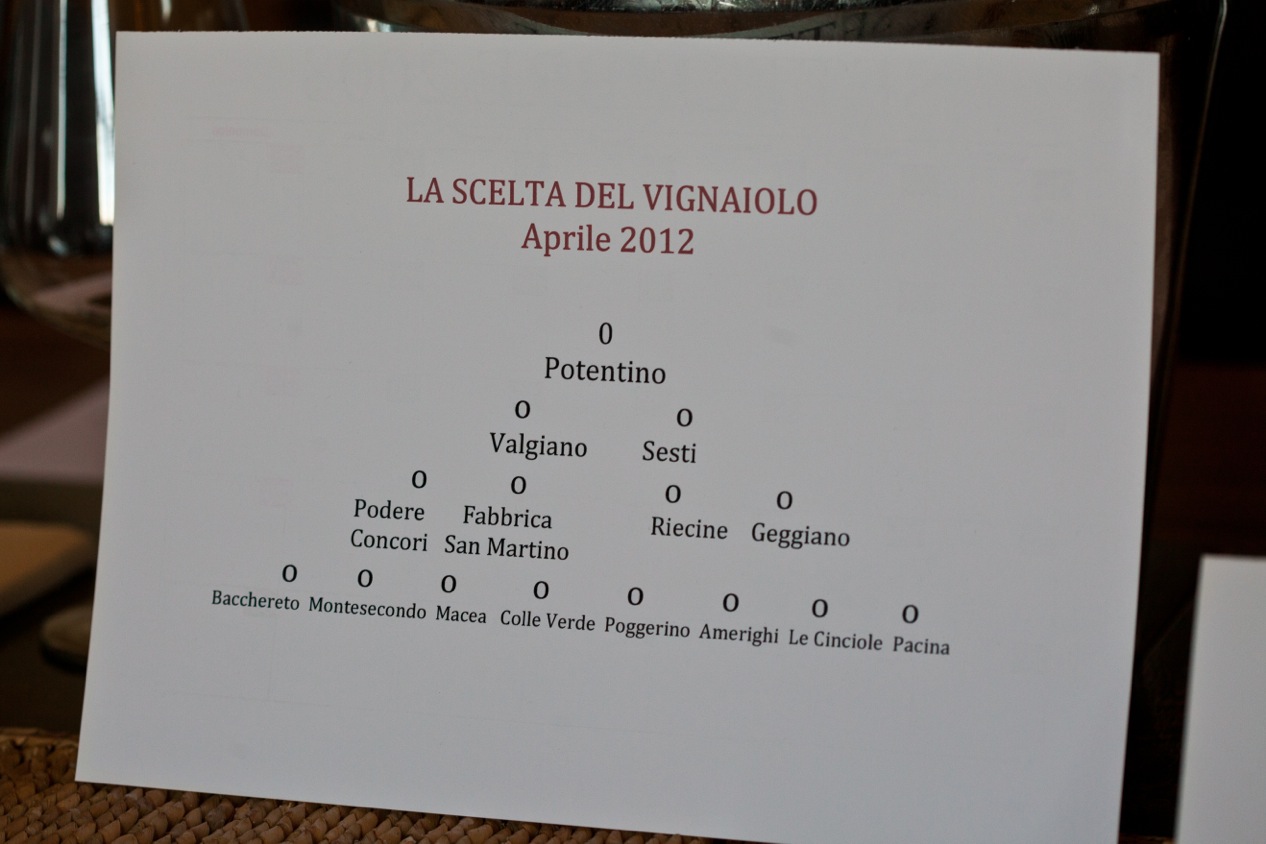 LA SCELTA DEL VIGNAIOLO
Aprile 2012
0
Potentino
O O
Valgiano Sesti
O O O O
Podere Fabbrica Riecine Geggiano
Concori San Martino
O O O O O O O O
Bacchereto Montesecondo Macea Colle Verde Poggerino Amerighi Le Cinciole Pacina